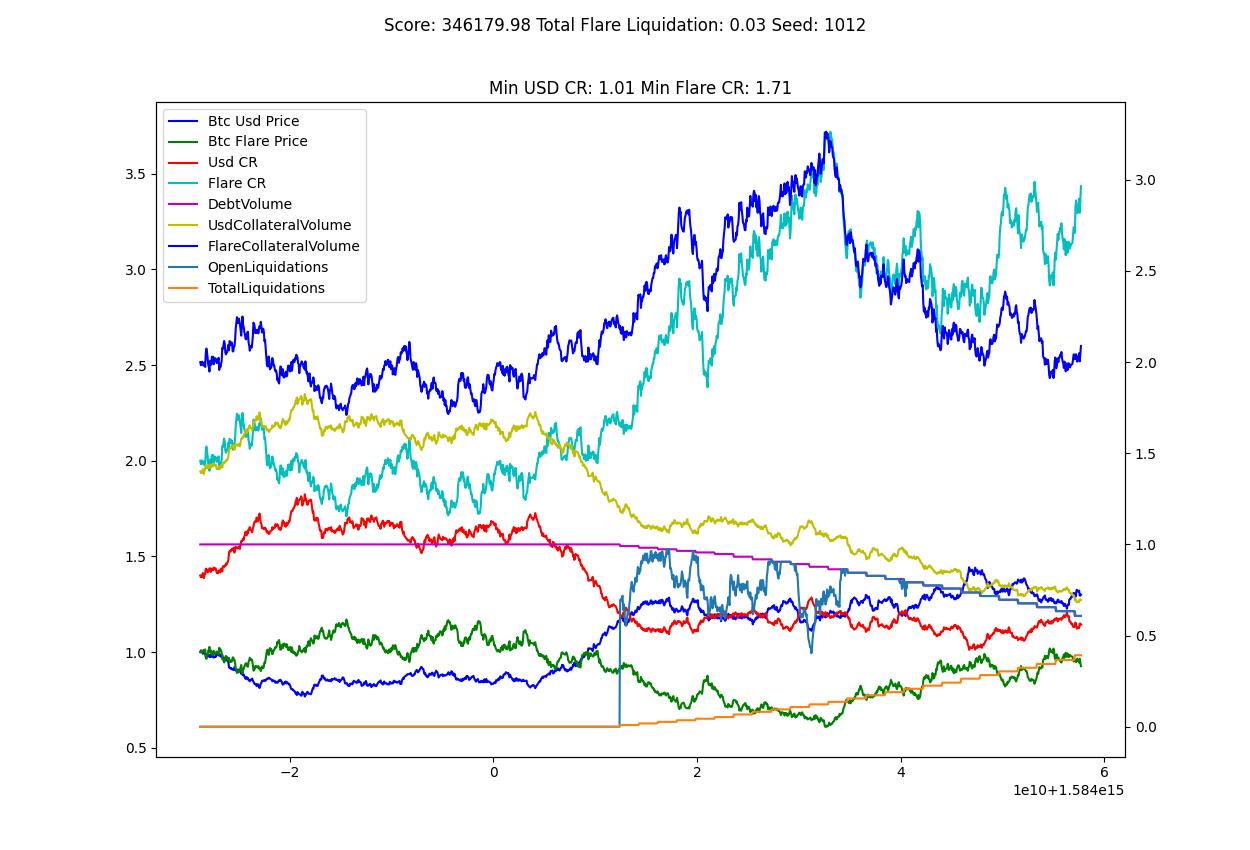 Score: 346179.98 Total Flare Liquidation: 0.03 Seed: 1012
Min USD CR: 1.01 Min Flare CR: 1.71
Btc Usd Price
Btc Flare Price
Usd CR
Flare CR
DebtVolume
UsdCollateralVolume
FlareCollateralVolume
OpenLiquidations
TotalLiquidations
3.5
3.0
2.5
2.0
1.5
1.0
0.5
3.0
2.5
2.0
1.5
1.0
0.5
0.0
−2 0 2 4 6
1e10+1.584e15